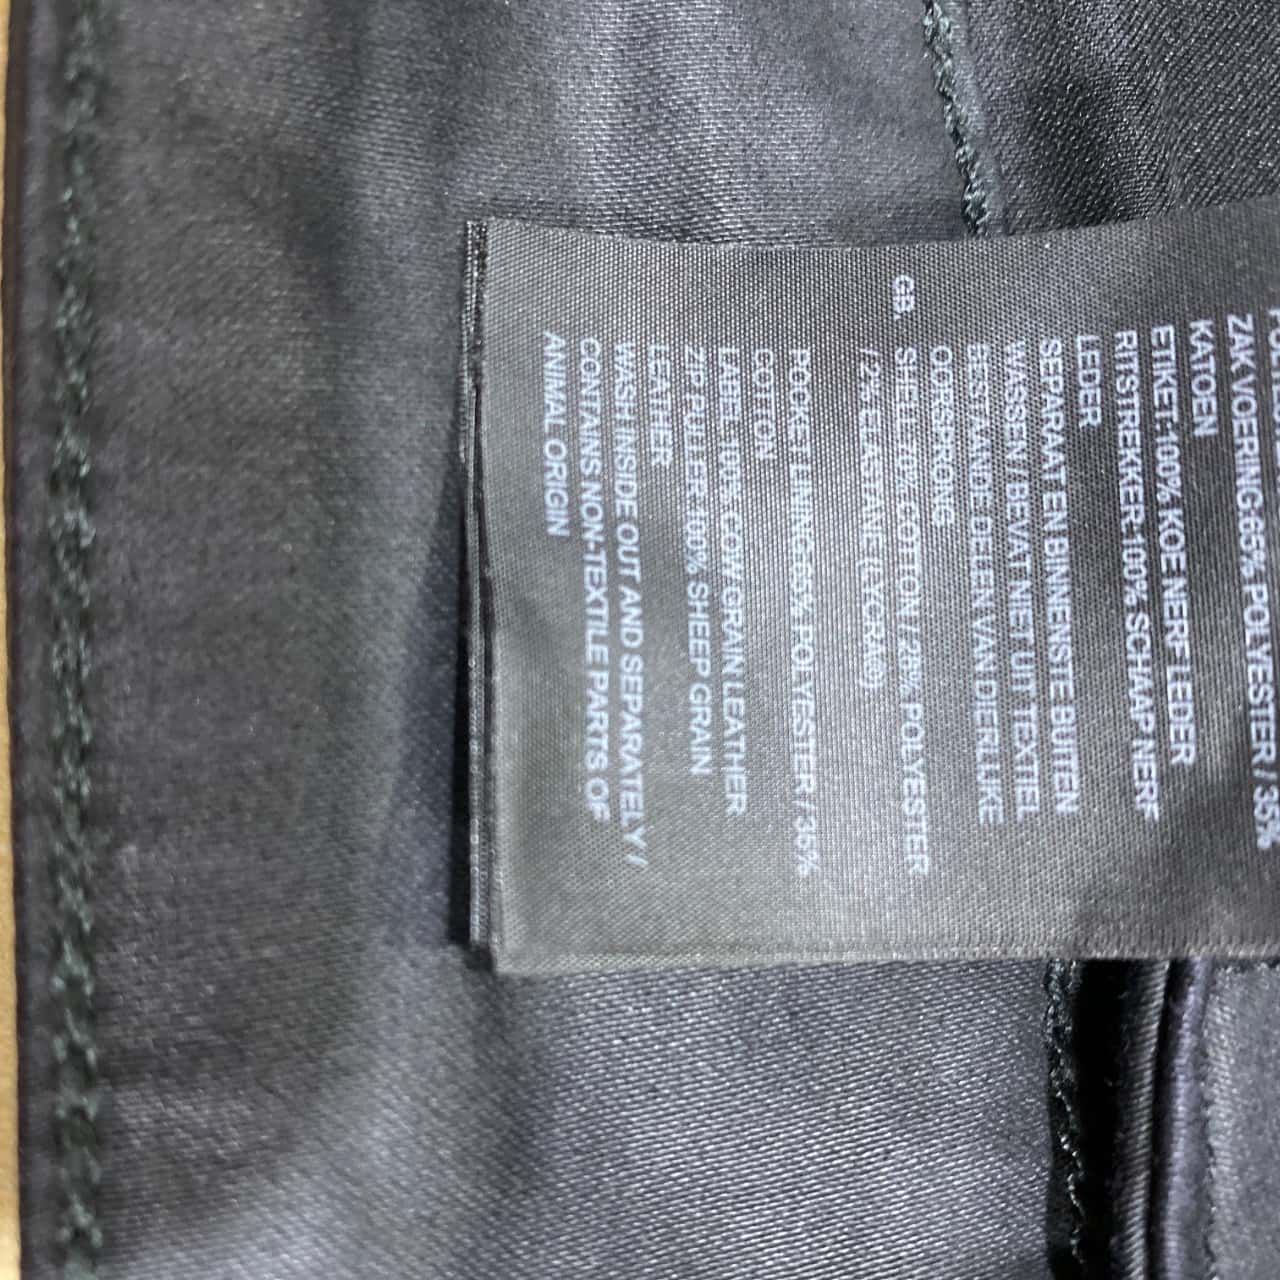 ZAK VOERING:65% POLYESTER / 35%
KATOEN
ETIKET:100% KOE NERF LEDER
RITSTREKKER:100% SCHAAP NERF
LEDER
SEPARAAT EN BINNENSTE BUITEN
WASSEN / BEVAT NIET UIT TEXTIEL
BESTAANDE DELEN VAN DIERLIJKE
OORSPRONG
GB.
SHELL:70% COTTON / 28% POLYESTER
/ 2% ELASTANE (LYCRA®)
POCKET LINING:65% POLYESTER / 35%
COTTON
LABEL:100% COW GRAIN LEATHER
ZIP PULLER:100% SHEEP GRAIN
LEATHER
WASH INSIDE OUT AND SEPARATELY /
CONTAINS NON-TEXTILE PARTS OF
ANIMAL ORIGIN